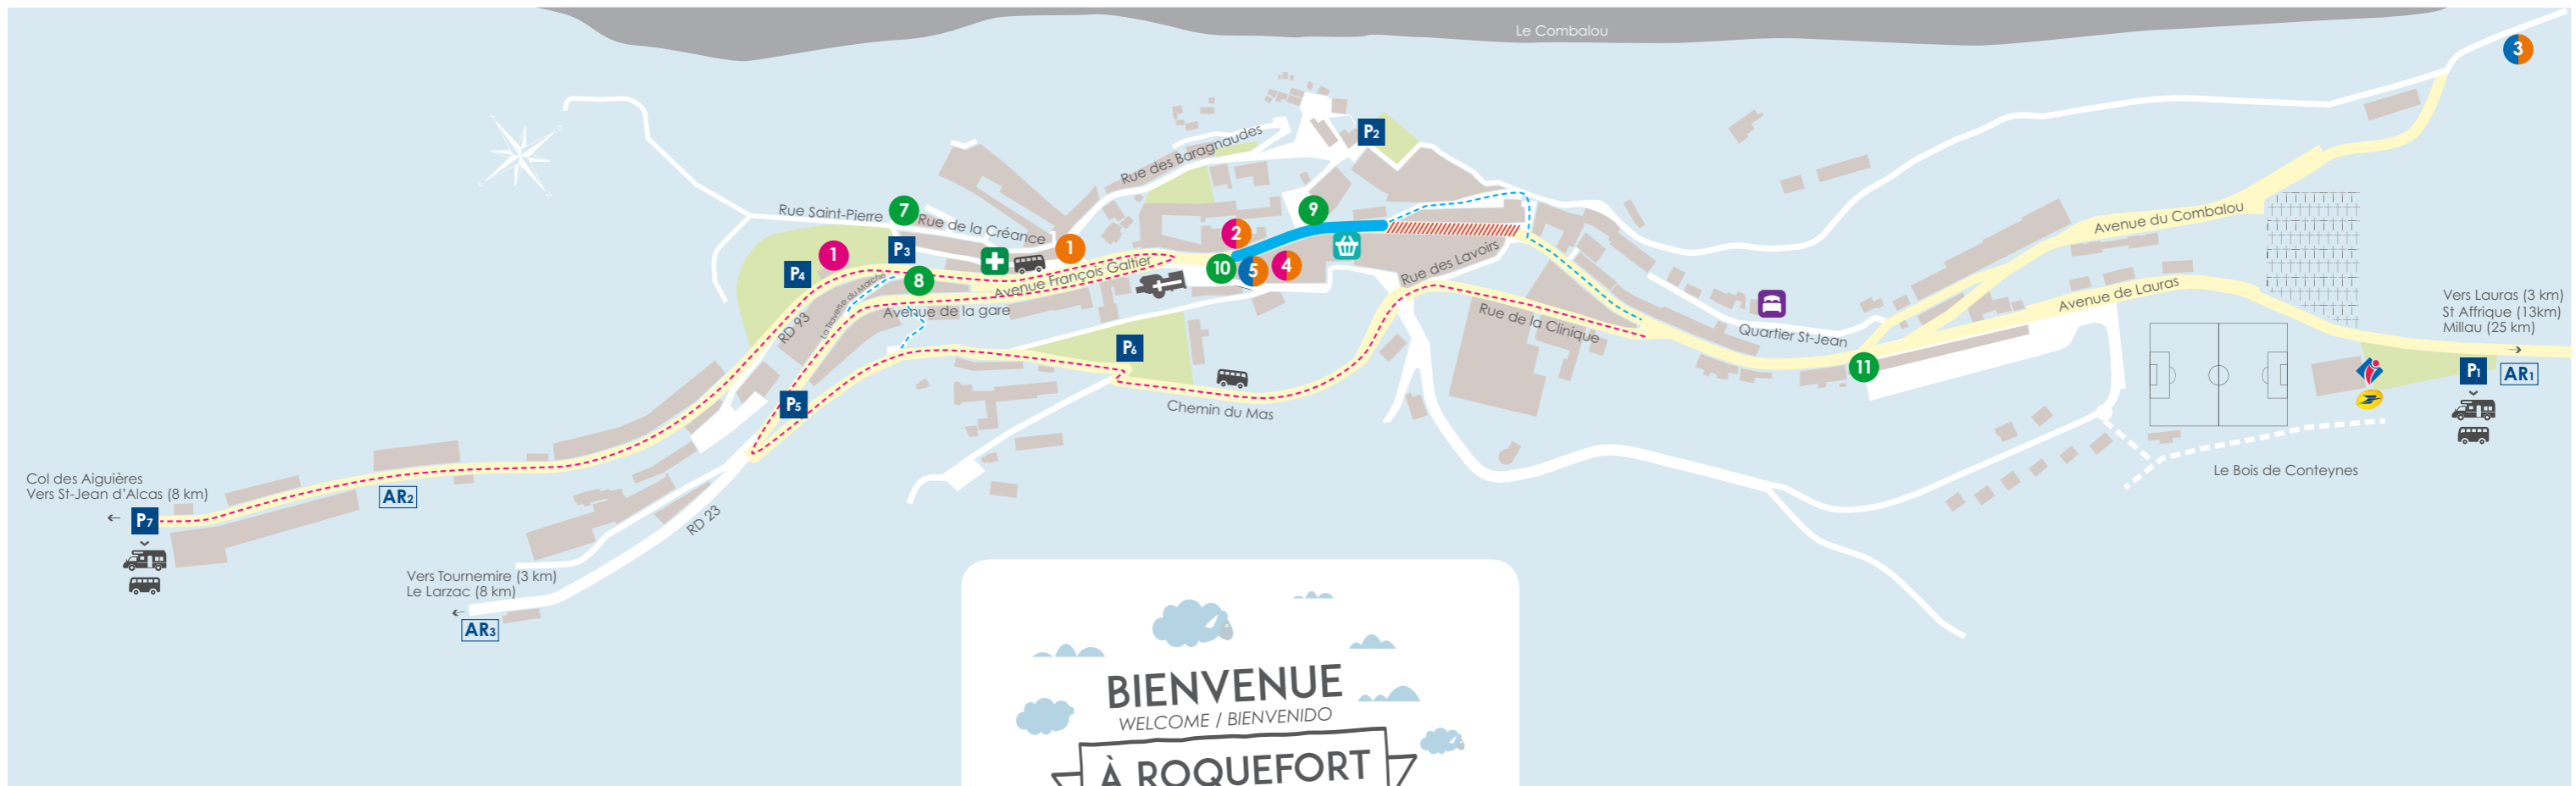 Le Combalou
3
P2
Rue des Baragnaudes
Rue Saint-Pierre
7
Rue de la Créance
9
2
1
1
P3
P4
8
10
5
4
Avenue François Galtier
La Traverse du Marché
Avenue de la gare
RD 93
Rue des Lavoirs
Rue de la Clinique
Quartier St-Jean
Avenue du Combalou
Avenue de Lauras
Vers Lauras (3 km)
St Affrique (13km)
Millau (25 km)
P1
AR1
11
P6
P5
Chemin du Mas
Le Bois de Conteynes
Col des Aiguières
Vers St-Jean d'Alcas (8 km)
AR2
P7
RD 23
Vers Tournemire (3 km)
Le Larzac (8 km)
AR3
BIENVENUE
WELCOME / BIENVENIDO
À ROQUEFORT